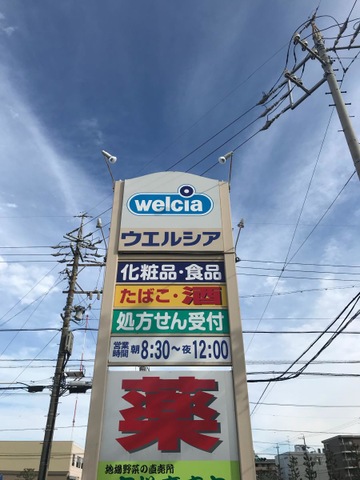 welcia
ウエルシア
化粧品・食品
たばこ・酒
処方せん受付
営業時間 朝8:30～夜12:00
薬
地錦野菜の直売所